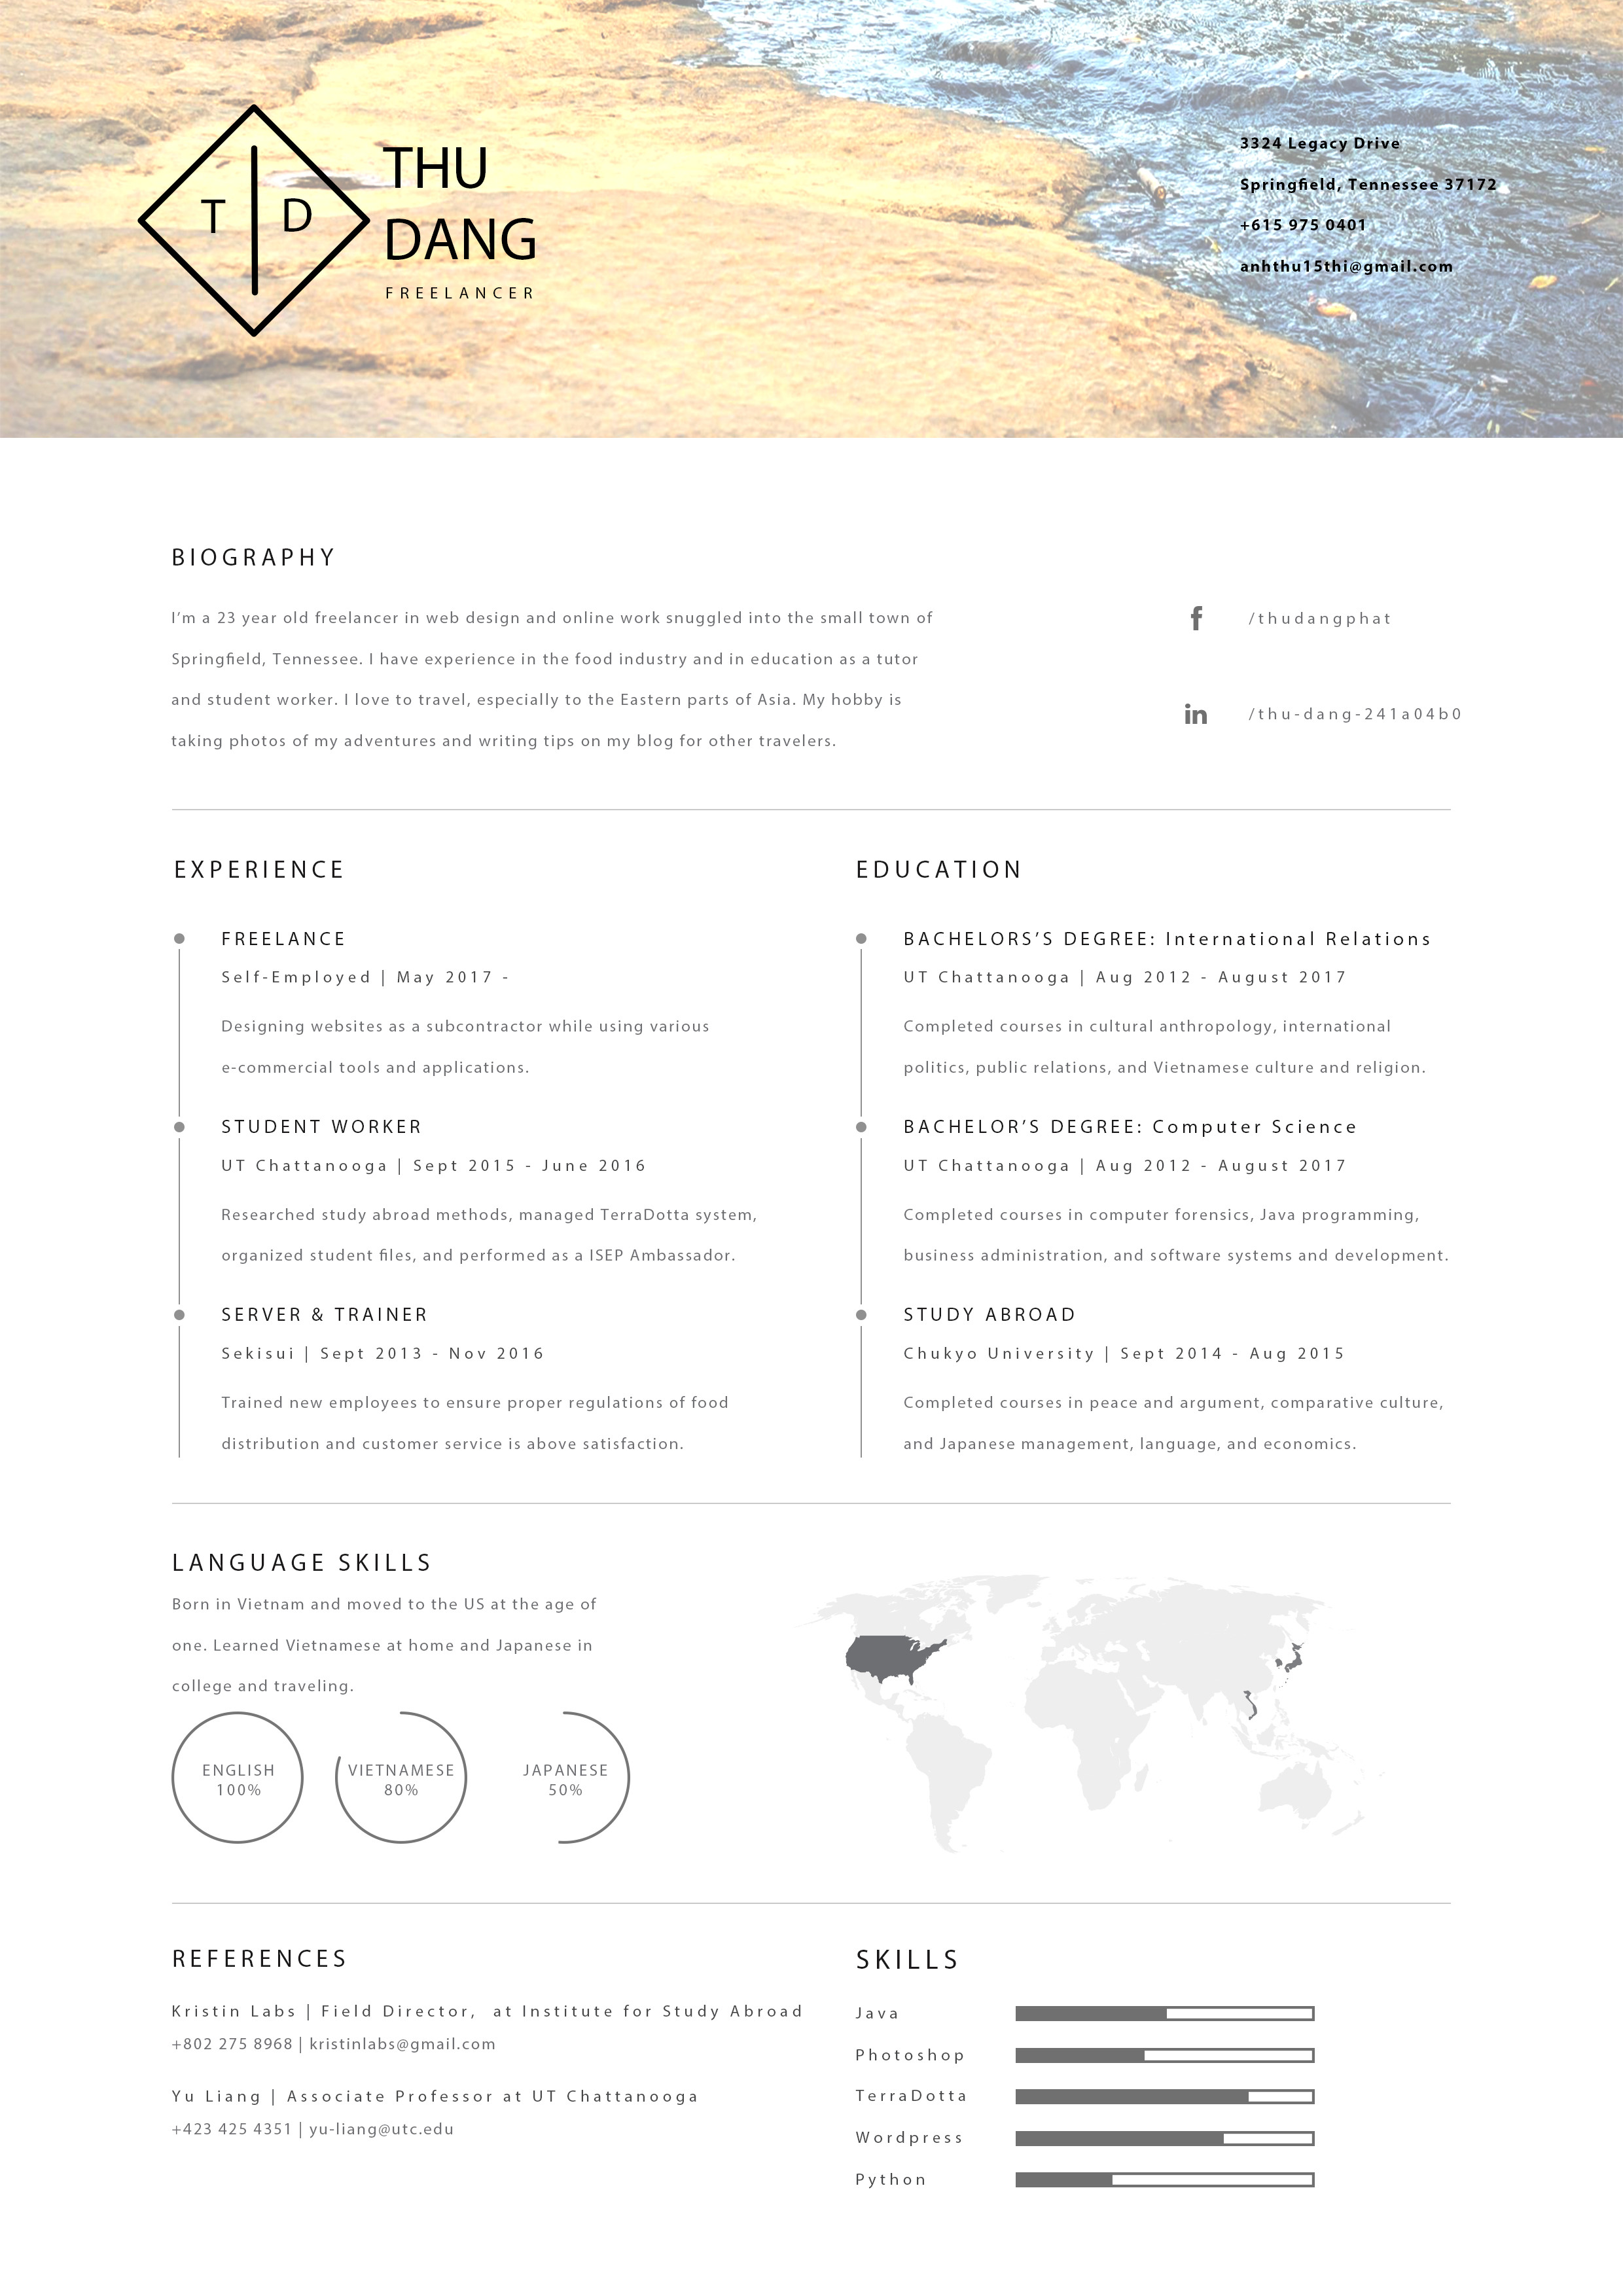 T D
THU
DANG
FREELANCER
3324 Legacy Drive
Springfield, Tennessee 37172
+615 975 0401
anhthu15thi@gmail.com
BIOGRAPHY
I'm a 23 year old freelancer in web design and online work snuggled into the small town of
Springfield, Tennessee. I have experience in the food industry and in education as a tutor
and student worker. I love to travel, especially to the Eastern parts of Asia. My hobby is
taking photos of my adventures and writing tips on my blog for other travelers.
f /thudangphat
in /thu-dang-241a04b0
EXPERIENCE
FREELANCE
Self-Employed | May 2017 -
Designing websites as a subcontractor while using various
e-commercial tools and applications.
STUDENT WORKER
UT Chattanooga | Sept 2015 - June 2016
Researched study abroad methods, managed TerraDotta system,
organized student files, and performed as a ISEP Ambassador.
SERVER & TRAINER
Sekisui | Sept 2013 - Nov 2016
Trained new employees to ensure proper regulations of food
distribution and customer service is above satisfaction.
EDUCATION
BACHELORS'S DEGREE: International Relations
UT Chattanooga | Aug 2012 - August 2017
Completed courses in cultural anthropology, international
politics, public relations, and Vietnamese culture and religion.
BACHELOR'S DEGREE: Computer Science
UT Chattanooga | Aug 2012 - August 2017
Completed courses in computer forensics, Java programming,
business administration, and software systems and development.
STUDY ABROAD
Chukyo University | Sept 2014 - Aug 2015
Completed courses in peace and argument, comparative culture,
and Japanese management, language, and economics.
LANGUAGE SKILLS
Born in Vietnam and moved to the US at the age of
one. Learned Vietnamese at home and Japanese in
college and traveling.
ENGLISH
100%
VIETNAMESE
80%
JAPANESE
50%
REFERENCES
Kristin Labs | Field Director, at Institute for Study Abroad
+802 275 8968 | kristinlabs@gmail.com
Yu Liang | Associate Professor at UT Chattanooga
+423 425 4351 | yu-liang@utc.edu
SKILLS
Java
Photoshop
TerraDotta
Wordpress
Python